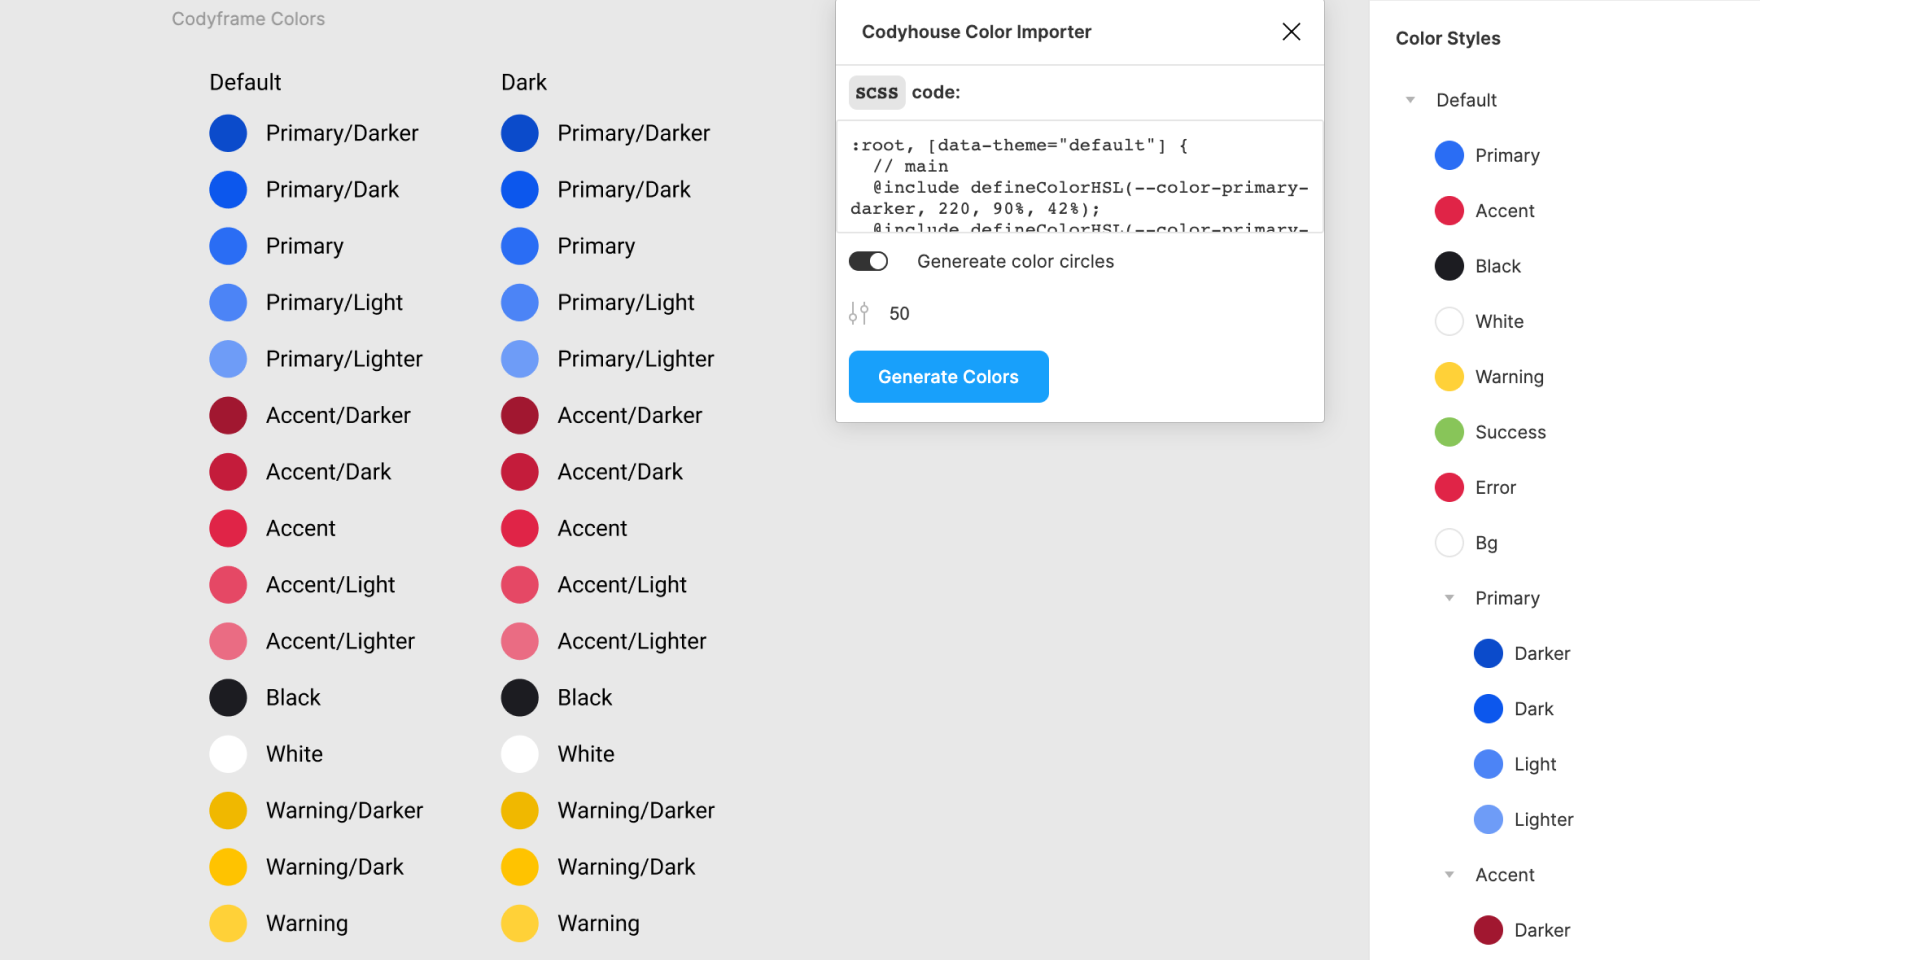 Codyframe Colors
Default
Primary/Darker
Primary/Dark
Primary
Primary/Light
Primary/Lighter
Accent/Darker
Accent/Dark
Accent
Accent/Light
Accent/Lighter
Black
White
Warning/Darker
Warning/Dark
Warning
Dark
Primary/Darker
Primary/Dark
Primary
Primary/Light
Primary/Lighter
Accent/Darker
Accent/Dark
Accent
Accent/Light
Accent/Lighter
Black
White
Warning/Darker
Warning/Dark
Warning
Codyhouse Color Importer
SCSS code:
:root, [data-theme="default"] {
// main
@include defineColorHSL(--color-primary-
darker, 220, 90%, 42%);
@include defineColorHSL(--color-primary-
Genereate color circles
50
Generate Colors
Color Styles
Default
Primary
Accent
Black
White
Warning
Success
Error
Bg
Primary
Darker
Dark
Light
Lighter
Accent
Darker